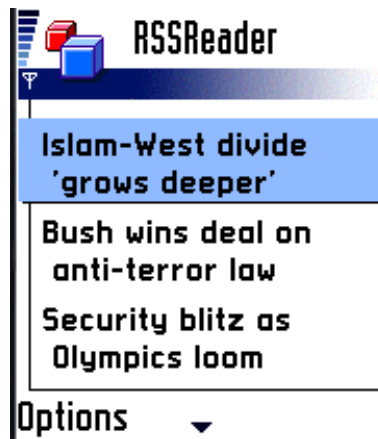 RSSReader
Islam-West divide
'grows deeper'
Bush wins deal on
anti-terror law
Security blitz as
Olympics loom
Options